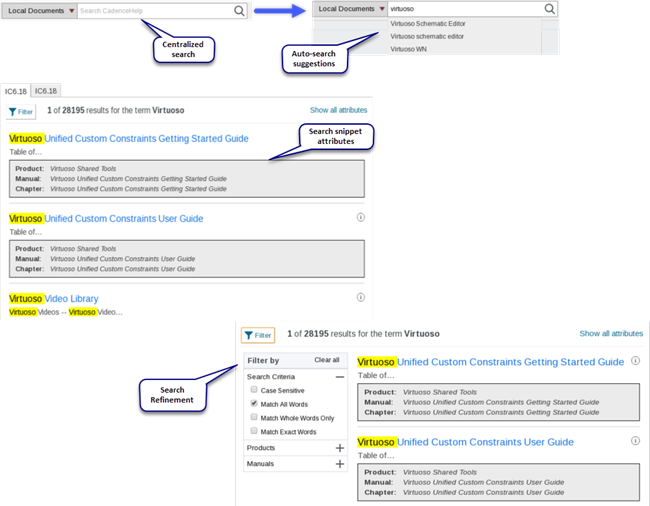 Local Documents Search CadenceHelp
Local Documents virtuoso
Virtuoso Schematic Editor
Virtuoso schematic editor
Virtuoso WN
Centralized
search
Auto-search
suggestions
IC6.18 IC6.18
Filter 1 of 28195 results for the term Virtuoso Show all attributes
Search snippet
attributes
Virtuoso Unified Custom Constraints Getting Started Guide
Table of...
Product: Virtuoso Shared Tools
Manual: Virtuoso Unified Custom Constraints Getting Started Guide
Chapter: Virtuoso Unified Custom Constraints Getting Started Guide
Virtuoso Unified Custom Constraints User Guide
Table of...
Product: Virtuoso Shared Tools
Manual: Virtuoso Unified Custom Constraints User Guide
Chapter: Virtuoso Unified Custom Constraints User Guide
Virtuoso Video Library
Virtuoso Videos -- Virtuoso Video...
Filter 1 of 28195 results for the term Virtuoso Show all attributes
Search
Refinement
Filter by Clear all
Search Criteria
Case Sensitive
Match All Words
Match Whole Words Only
Match Exact Words
Products
Manuals
Virtuoso Unified Custom Constraints Getting Started Guide
Table of...
Product: Virtuoso Shared Tools
Manual: Virtuoso Unified Custom Constraints Getting Started Guide
Chapter: Virtuoso Unified Custom Constraints Getting Started Guide
Virtuoso Unified Custom Constraints User Guide
Table of...
Product: Virtuoso Shared Tools
Manual: Virtuoso Unified Custom Constraints User Guide
Chapter: Virtuoso Unified Custom Constraints User Guide